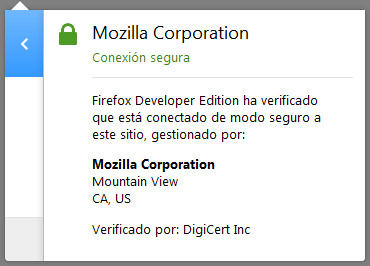 Mozilla Corporation
Conexión segura
Firefox Developer Edition ha verificado
que está conectado de modo seguro a
este sitio, gestionado por:
Mozilla Corporation
Mountain View
CA, US
Verificado por: DigiCert Inc